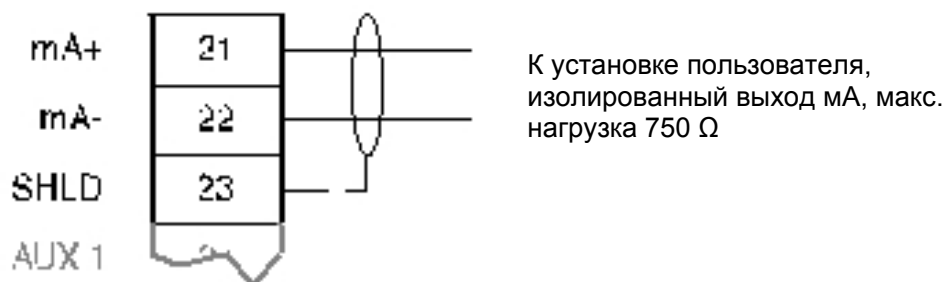 mA+ 21
mA- 22
SHLD 23
AUX 1
К установке пользователя,
изолированный выход мА, макс.
нагрузка 750 Ω